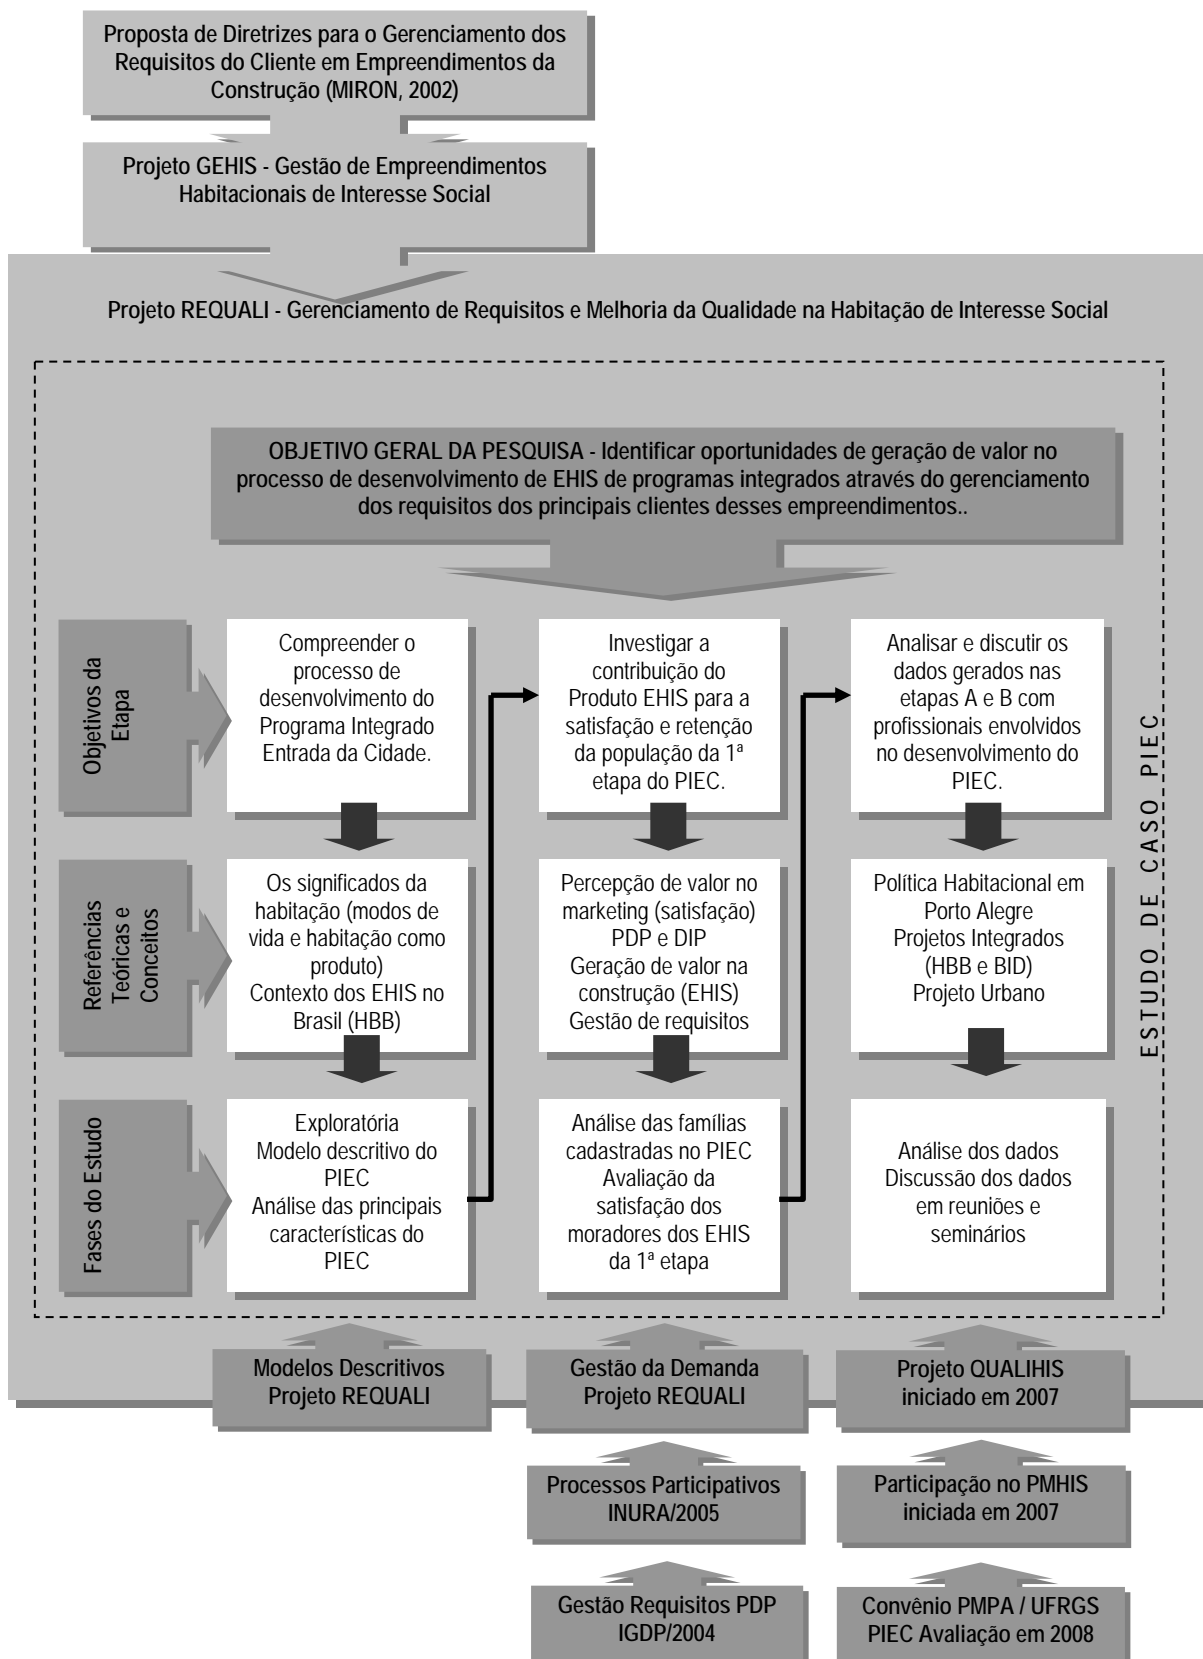 Proposta de Diretrizes para o Gerenciamento dos
Requisitos do Cliente em Empreendimentos da
Construção (MIRON, 2002)
Projeto GEHIS - Gestão de Empreendimentos
Habitacionais de Interesse Social
Projeto REQUALI - Gerenciamento de Requisitos e Melhoria da Qualidade na Habitação de Interesse Social
OBJETIVO GERAL DA PESQUISA - Identificar oportunidades de geração de valor no
processo de desenvolvimento de EHIS de programas integrados através do gerenciamento
dos requisitos dos principais clientes desses empreendimentos..
Objetivos da
Etapa
Compreender o
processo de
desenvolvimento do
Programa Integrado
Entrada da Cidade.
Investigar a
contribuição do
Produto EHIS para a
satisfação e retenção
da população da 1ª
etapa do PIEC.
Analisar e discutir os
dados gerados nas
etapas A e B com
profissionais envolvidos
no desenvolvimento do
PIEC.
Referências
Teóricas e
Conceitos
Os significados da
habitação (modos de
vida e habitação como
produto)
Contexto dos EHIS no
Brasil (HBB)
Percepção de valor no
marketing (satisfação)
PDP e DIP
Geração de valor na
construção (EHIS)
Gestão de requisitos
Política Habitacional em
Porto Alegre
Projetos Integrados
(HBB e BID)
Projeto Urbano
Fases do Estudo
Exploratória
Modelo descritivo do
PIEC
Análise das principais
características do
PIEC
Análise das famílias
cadastradas no PIEC
Avaliação da
satisfação dos
moradores dos EHIS
da 1ª etapa
Análise dos dados
Discussão dos dados
em reuniões e
seminários
ESTUDO DE CASO PIEC
Modelos Descritivos
Projeto REQUALI
Gestão da Demanda
Projeto REQUALI
Projeto QUALIHIS
iniciado em 2007
Processos Participativos
INURA/2005
Participação no PMHIS
iniciada em 2007
Gestão Requisitos PDP
IGDP/2004
Convênio PMPA / UFRGS
PIEC Avaliação em 2008